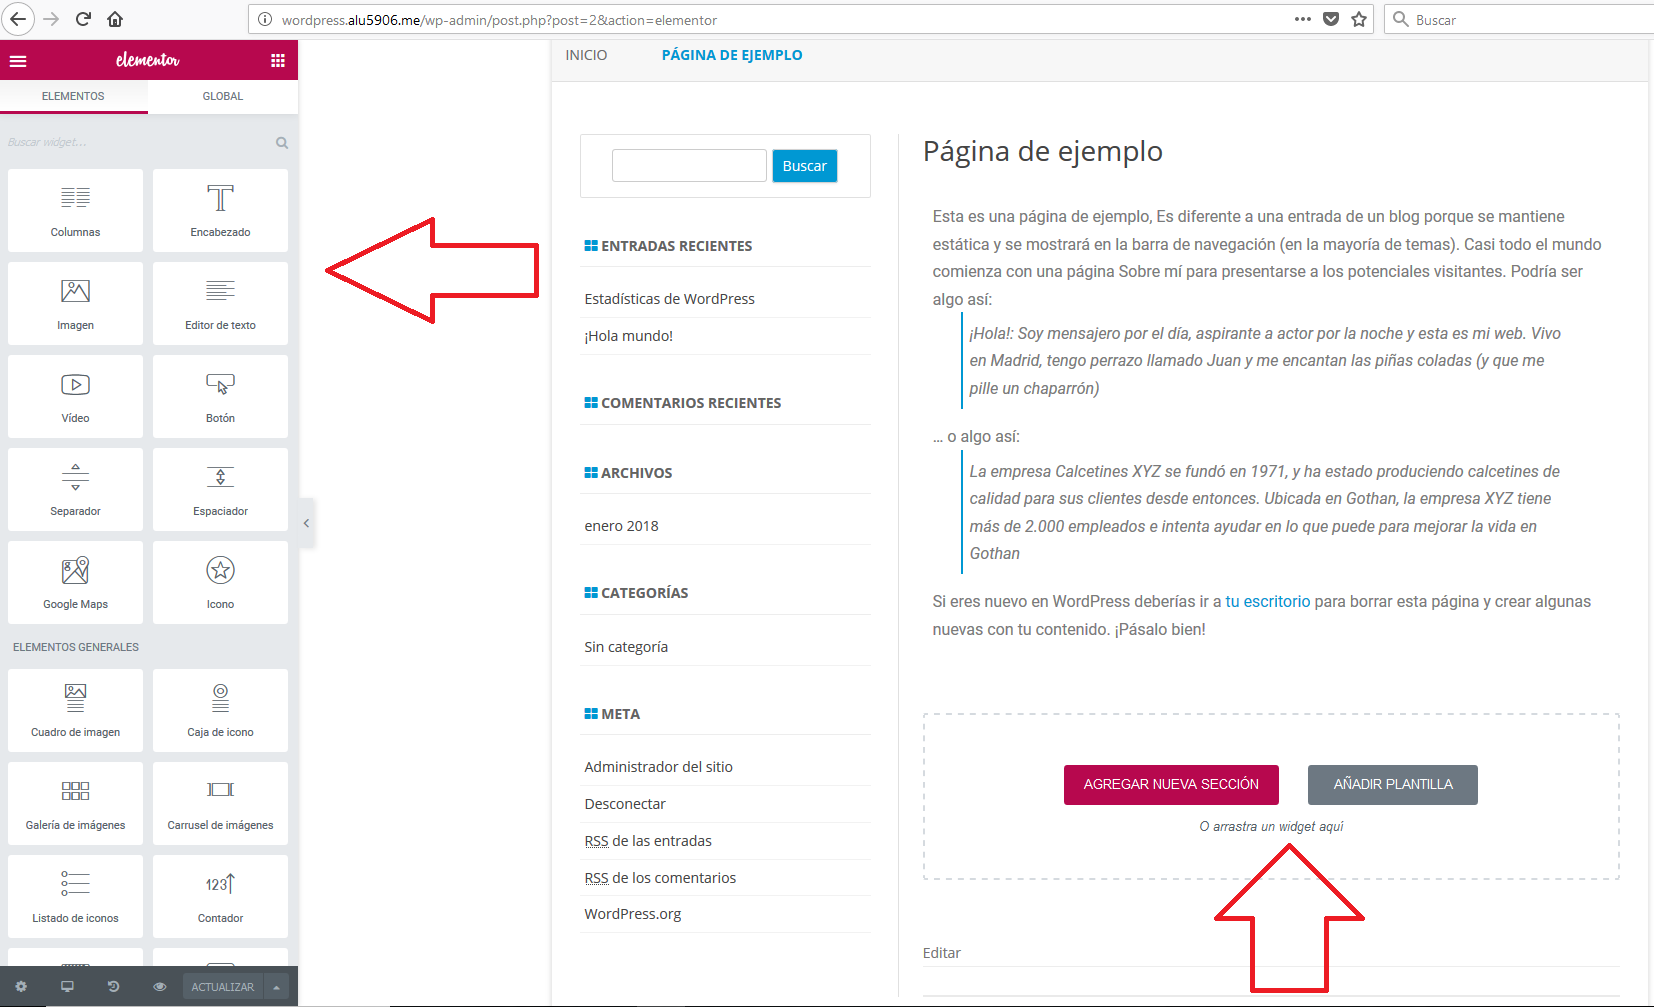 wordpress.alu5906.me/wp-admin/post.php?post=2&action=elementor
Buscar
elementor
ELEMENTOS
GLOBAL
Buscar widget...
Columnas
Encabezado
Imagen
Editor de texto
Vídeo
Botón
Separador
Espaciador
Google Maps
Icono
ELEMENTOS GENERALES
Cuadro de imagen
Caja de icono
Galería de imágenes
Carrusel de imágenes
Listado de iconos
123
Contador
ACTUALIZAR
INICIO
PÁGINA DE EJEMPLO
Buscar
ENTRADAS RECIENTES
Estadísticas de WordPress
¡Hola mundo!
COMENTARIOS RECIENTES
ARCHIVOS
enero 2018
CATEGORÍAS
Sin categoría
META
Administrador del sitio
Desconectar
RSS de las entradas
RSS de los comentarios
WordPress.org
Página de ejemplo
Esta es una página de ejemplo, Es diferente a una entrada de un blog porque se mantiene
estática y se mostrará en la barra de navegación (en la mayoría de temas). Casi todo el mundo
comienza con una página Sobre mí para presentarse a los potenciales visitantes. Podría ser
algo así:
¡Hola!: Soy mensajero por el día, aspirante a actor por la noche y esta es mi web. Vivo
en Madrid, tengo perrazo llamado Juan y me encantan las piñas coladas (y que me
pille un chaparrón)
... o algo así:
La empresa Calcetines XYZ se fundó en 1971, y ha estado produciendo calcetines de
calidad para sus clientes desde entonces. Ubicada en Gothan, la empresa XYZ tiene
más de 2.000 empleados e intenta ayudar en lo que puede para mejorar la vida en
Gothan
Si eres nuevo en WordPress deberías ir a tu escritorio para borrar esta página y crear algunas
nuevas con tu contenido. ¡Pásalo bien!
AGREGAR NUEVA SECCIÓN
AÑADIR PLANTILLA
O arrastra un widget aquí
Editar